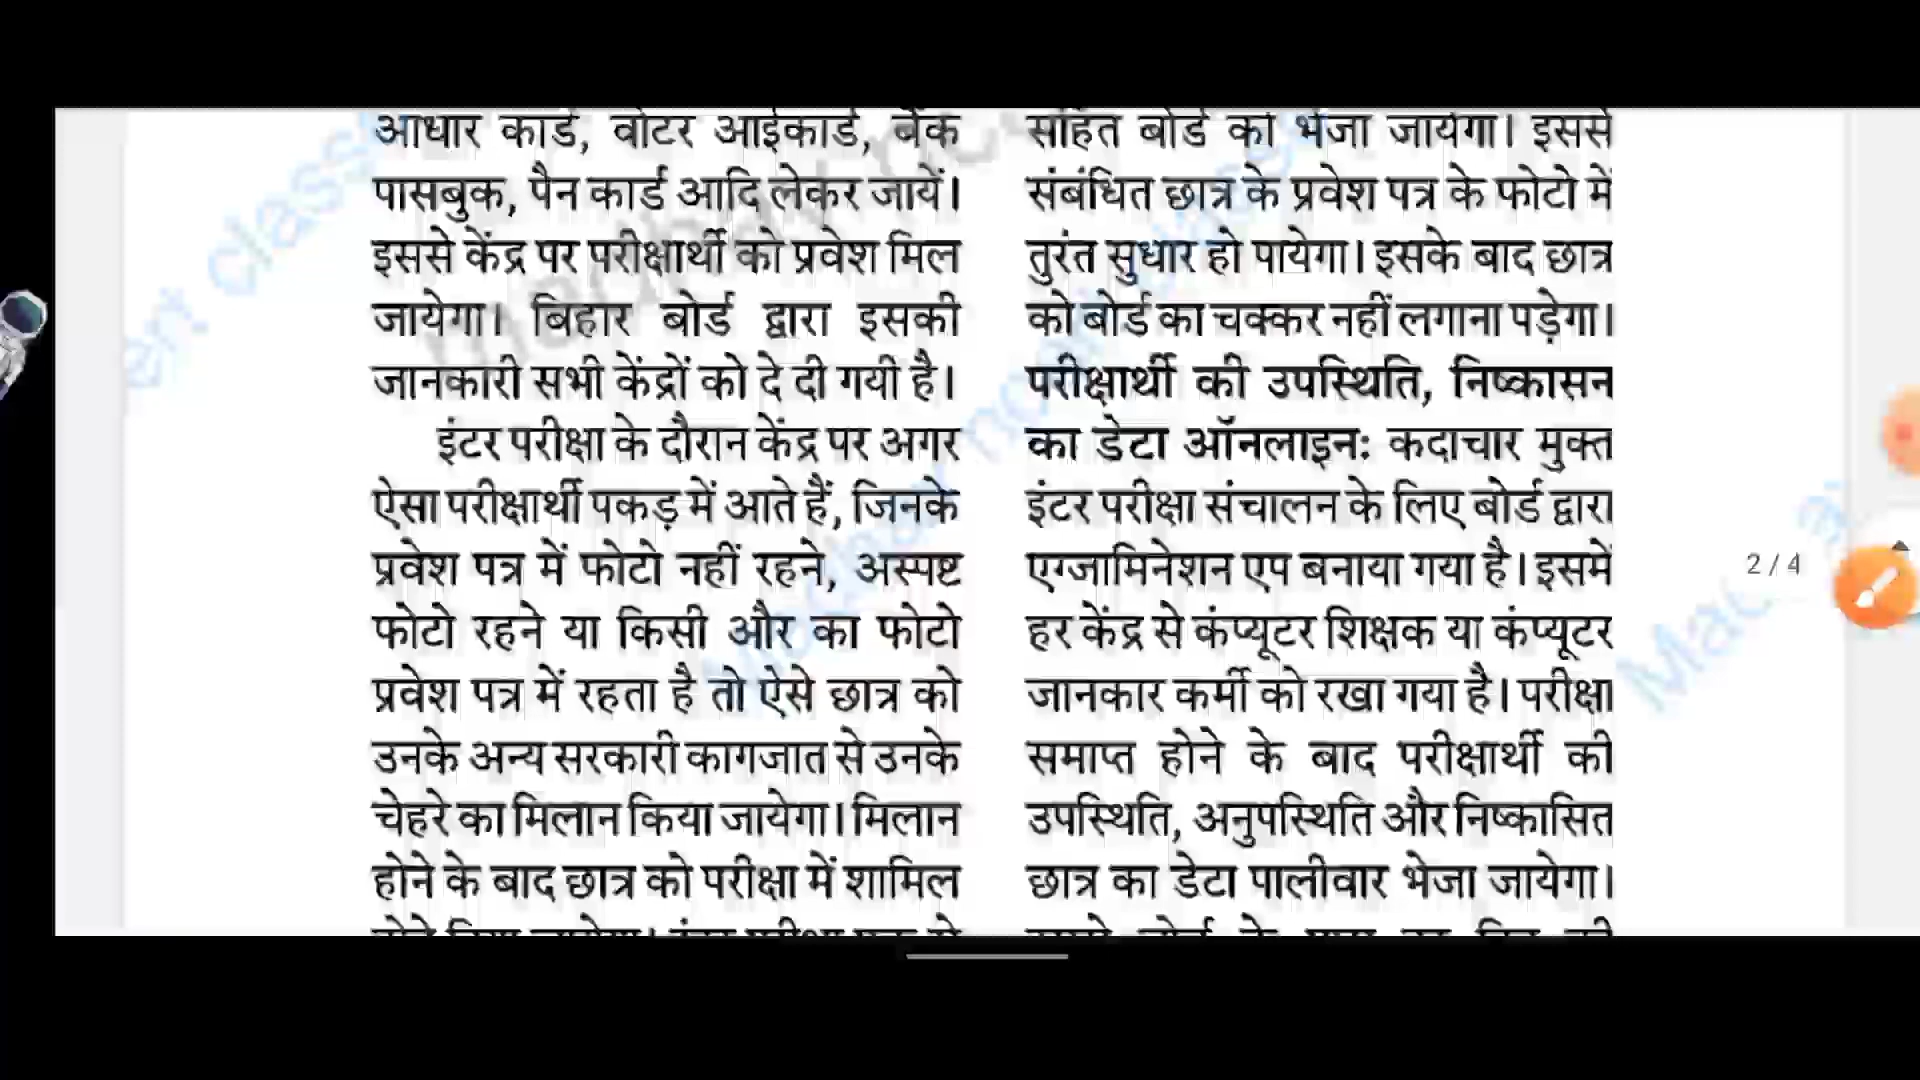 आधार कार्ड, वोटर आईकार्ड, बैंक
पासबुक, पैन कार्ड आदि लेकर जायें।
इससे केंद्र पर परीक्षार्थी को प्रवेश मिल
जायेगा। बिहार बोर्ड द्वारा इसकी
जानकारी सभी केंद्रों को दे दी गयी है।
इंटर परीक्षा के दौरान केंद्र पर अगर
ऐसा परीक्षार्थी पकड़ में आते हैं, जिनके
प्रवेश पत्र में फोटो नहीं रहने, अस्पष्ट
फोटो रहने या किसी और का फोटो
प्रवेश पत्र में रहता है तो ऐसे छात्र को
उनके अन्य सरकारी कागजात से उनके
चेहरे का मिलान किया जायेगा। मिलान
होने के बाद छात्र को परीक्षा में शामिल
सहित बोर्ड को भेजा जायेगा। इससे
संबंधित छात्र के प्रवेश पत्र के फोटो में
तुरंत सुधार हो पायेगा। इसके बाद छात्र
को बोर्ड का चक्कर नहीं लगाना पड़ेगा।
परीक्षार्थी की उपस्थिति, निष्कासन
का डेटा ऑनलाइन: कदाचार मुक्त
इंटर परीक्षा संचालन के लिए बोर्ड द्वारा
एग्जामिनेशन एप बनाया गया है। इसमें
हर केंद्र से कंप्यूटर शिक्षक या कंप्यूटर
जानकार कर्मी को रखा गया है। परीक्षा
समाप्त होने के बाद परीक्षार्थी की
उपस्थिति, अनुपस्थिति और निष्कासित
छात्र का डेटा पालीवार भेजा जायेगा।
2 / 4